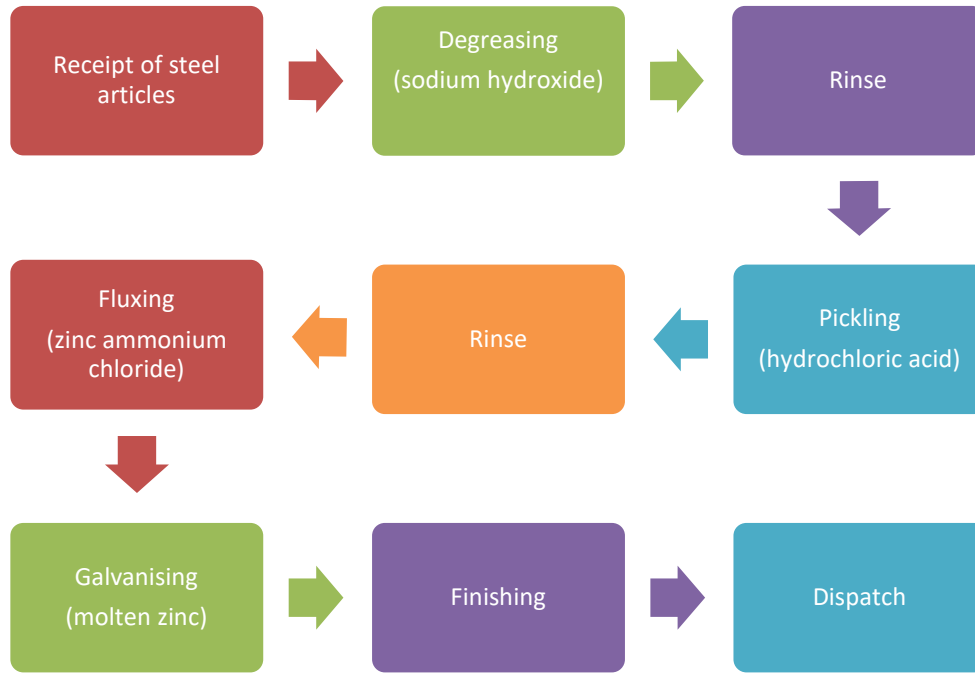 Receipt of steel
articles
Degreasing
(sodium hydroxide)
Rinse
Pickling
(hydrochloric acid)
Rinse
Fluxing
(zinc ammonium
chloride)
Galvanising
(molten zinc)
Finishing
Dispatch